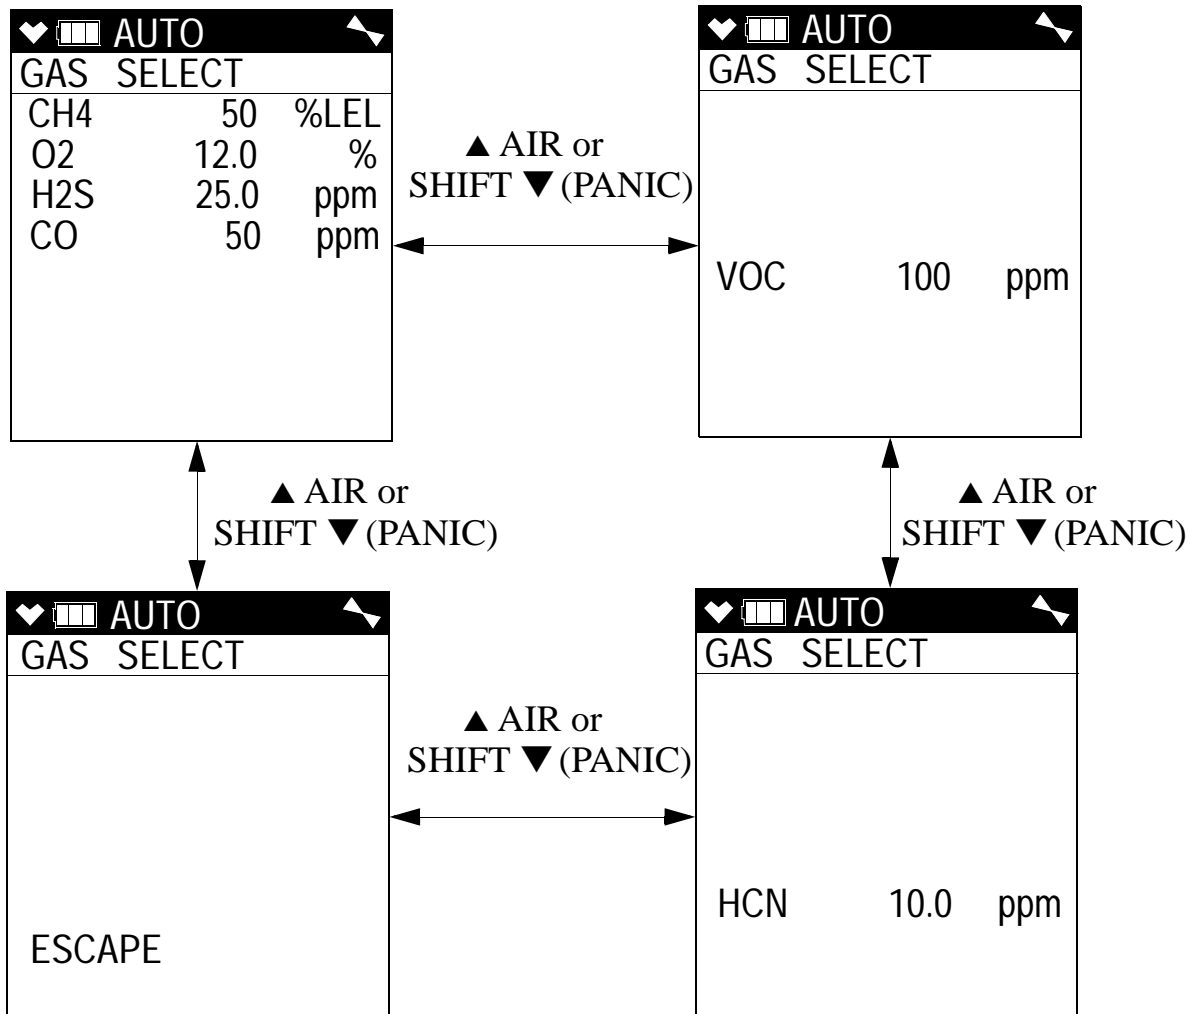 AUTO
GAS SELECT
CH4 50 %LEL
O2 12.0 %
H2S 25.0 ppm
CO 50 ppm
▲ AIR or
SHIFT ▼ (PANIC)
AUTO
GAS SELECT
VOC 100 ppm
▲ AIR or
SHIFT ▼ (PANIC)
▲ AIR or
SHIFT ▼ (PANIC)
AUTO
GAS SELECT
ESCAPE
▲ AIR or
SHIFT ▼ (PANIC)
AUTO
GAS SELECT
HCN 10.0 ppm